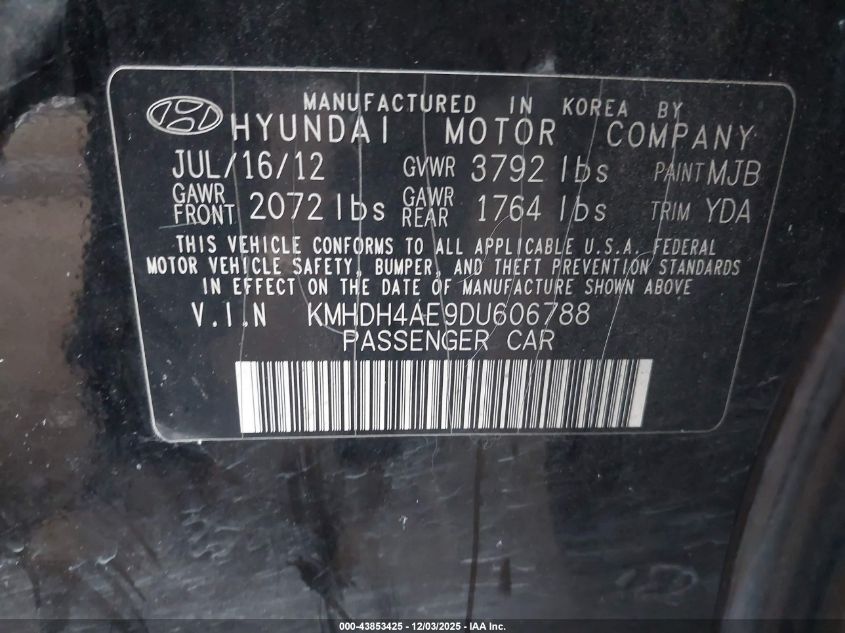 MANUFACTURED IN KOREA BY
HYUNDAI MOTOR COMPANY
JUL/16/12 GVWR 3792 lbs PAINT MJB
GAWR FRONT 2072 lbs GAWR REAR 1764 lbs TRIM YDA
THIS VEHICLE CONFORMS TO ALL APPLICABLE U.S.A. FEDERAL
MOTOR VEHICLE SAFETY, BUMPER, AND THEFT PREVENTION STANDARDS
IN EFFECT ON THE DATE OF MANUFACTURE SHOWN ABOVE
V.I.N KMHDH4AE9DU606788
PASSENGER CAR
000-43853425 - 12/03/2025 - IAA Inc.